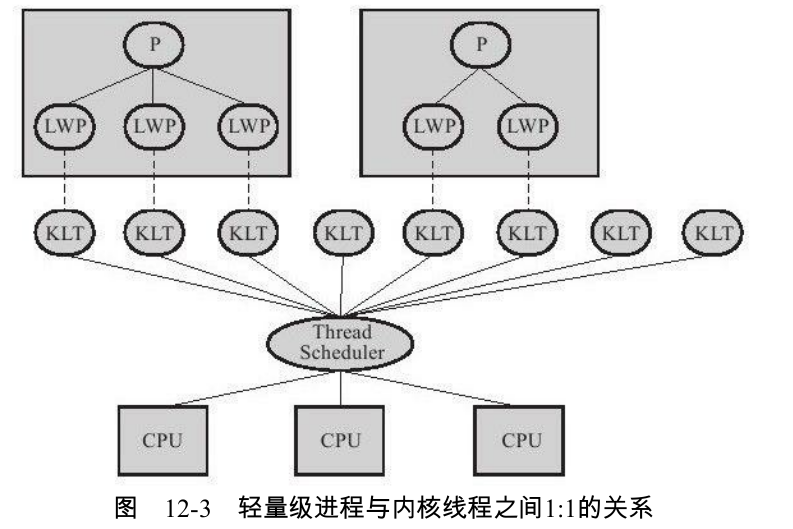 P P
LWP LWP LWP LWP LWP
KLT KLT KLT KLT KLT KLT KLT KLT
Thread
Scheduler
CPU CPU CPU
图 12-3 轻量级进程与内核线程之间1:1的关系